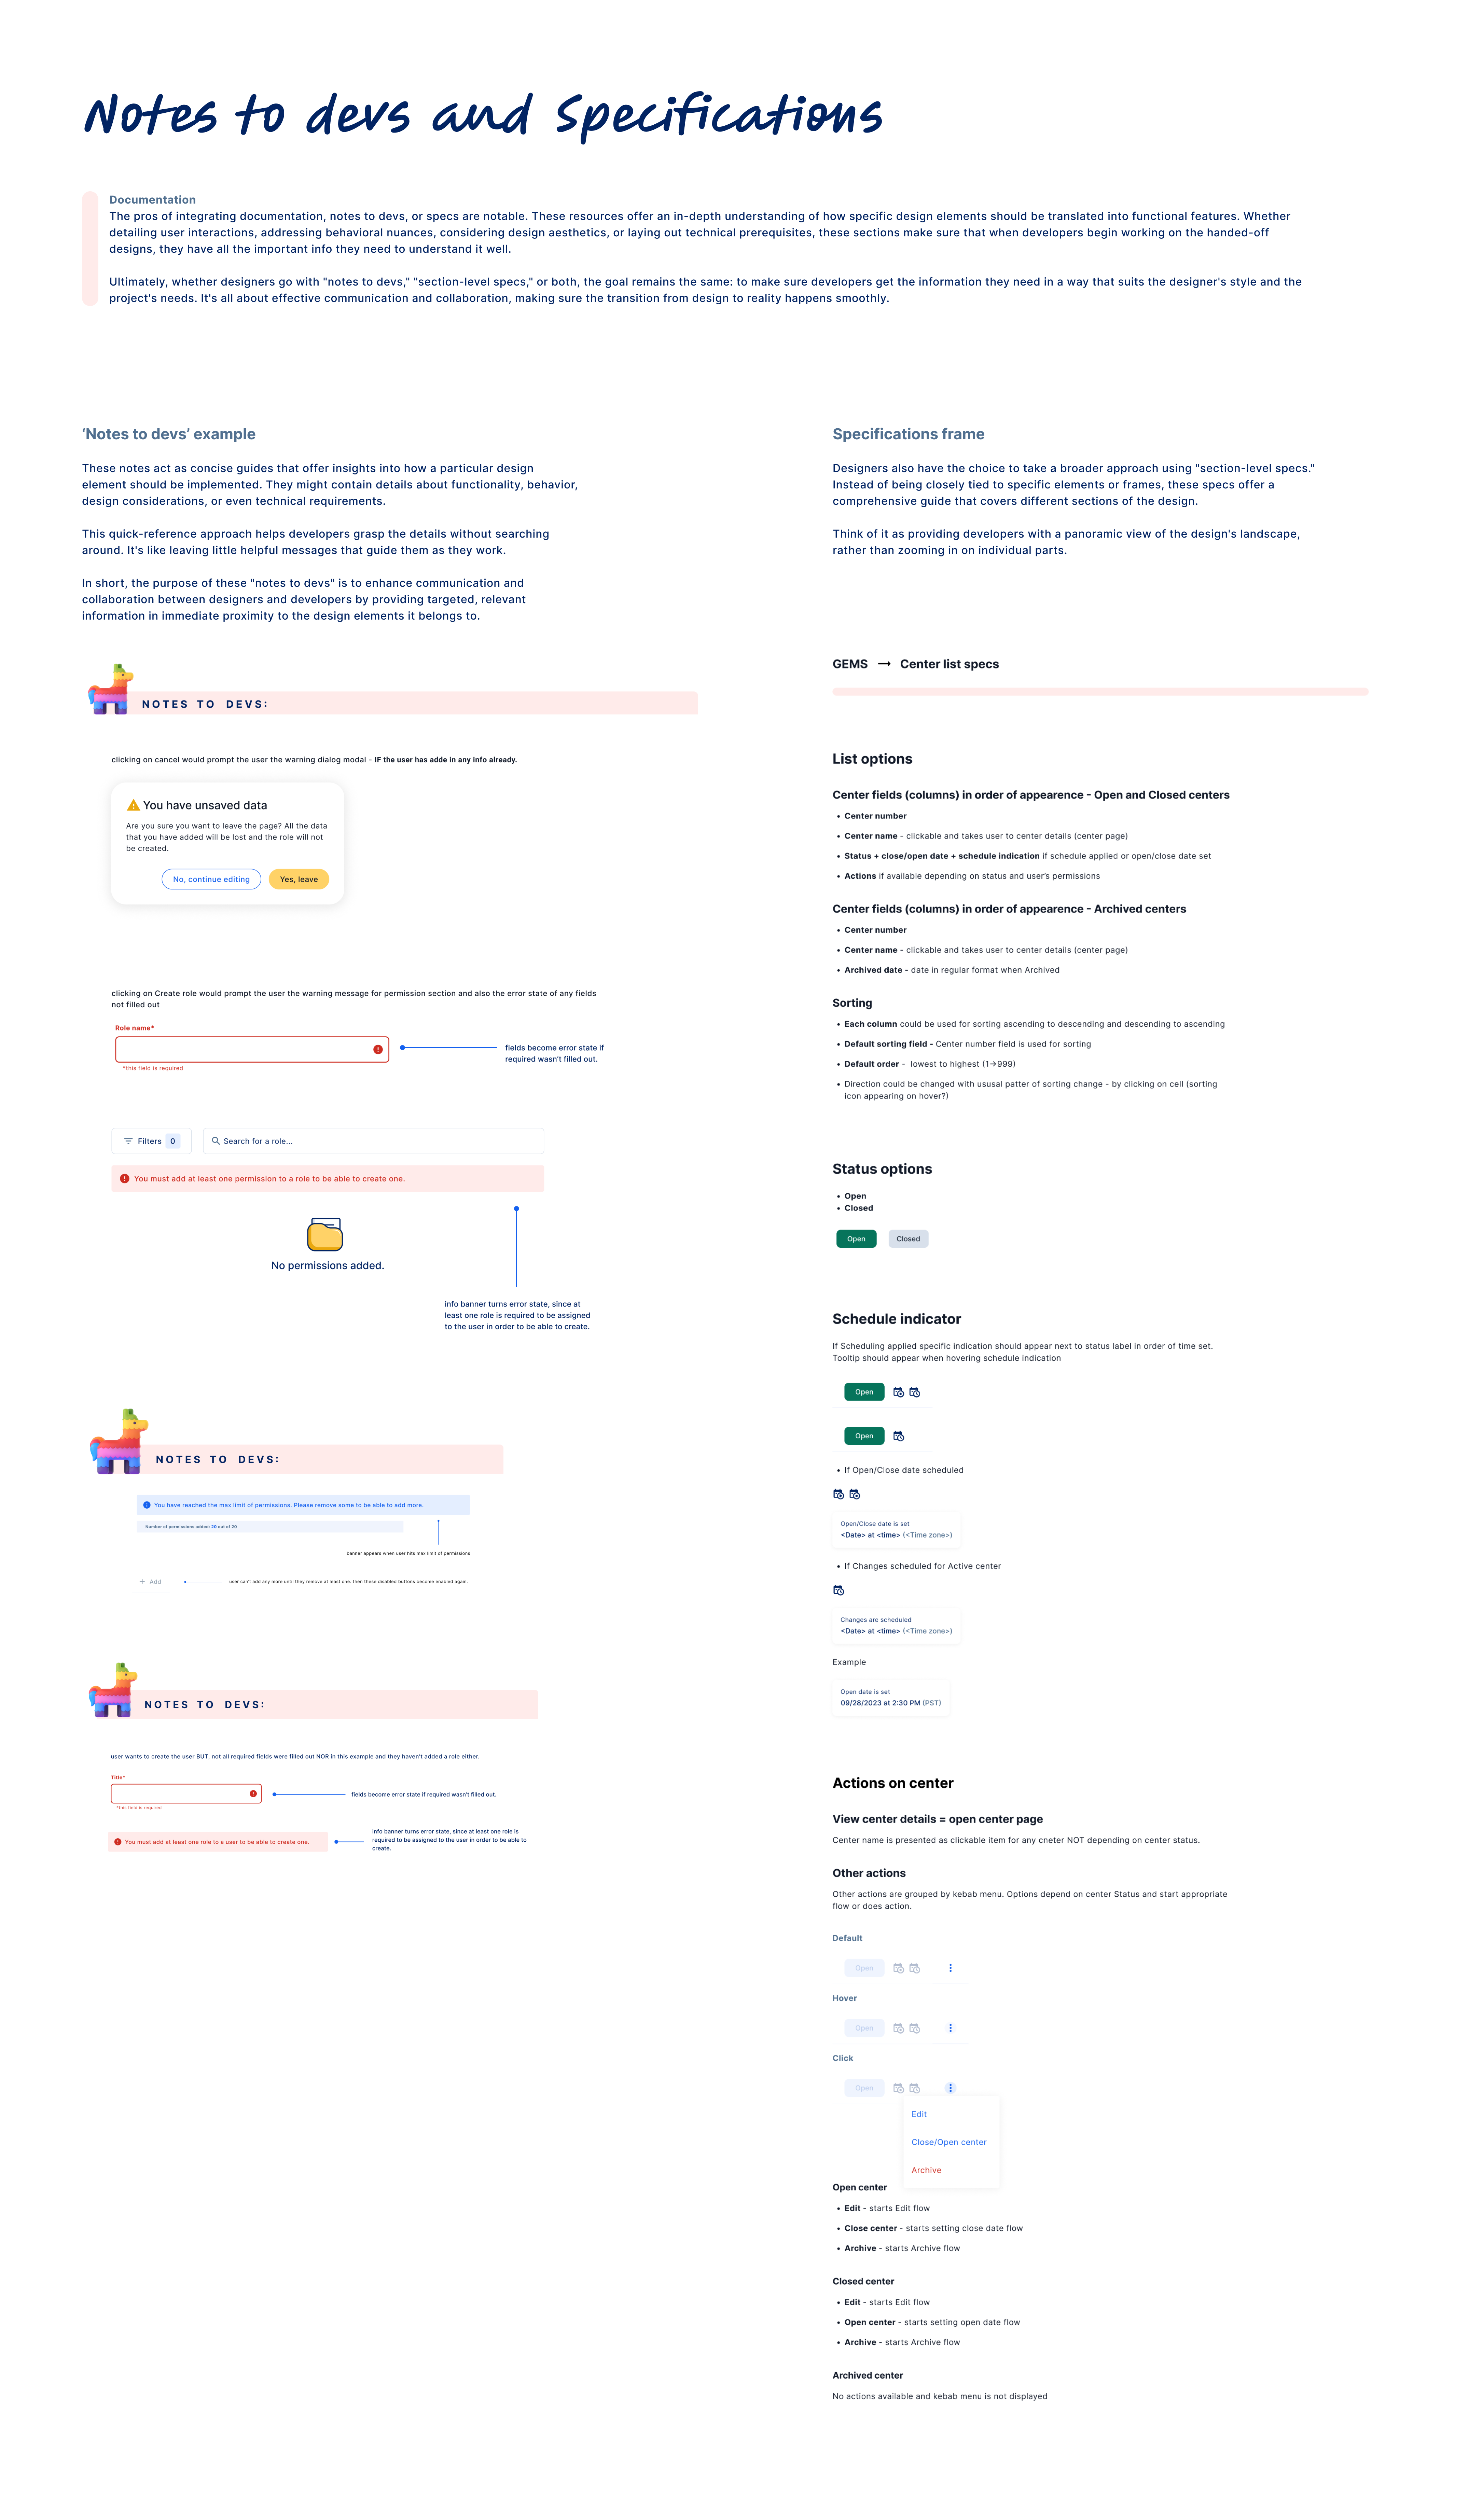 Notes to devs and Specifications
Documentation
The pros of integrating documentation, notes to devs, or specs are notable. These resources offer an in-depth understanding of how specific design elements should be translated into functional features. Whether
detailing user interactions, addressing behavioral nuances, considering design aesthetics, or laying out technical prerequisites, these sections make sure that when developers begin working on the handed-off
designs, they have all the important info they need to understand it well.
Ultimately, whether designers go with "notes to devs," "section-level specs," or both, the goal remains the same: to make sure developers get the information they need in a way that suits the designer's style and the
project's needs. It's all about effective communication and collaboration, making sure the transition from design to reality happens smoothly.
‘Notes to devs’ example
These notes act as concise guides that offer insights into how a particular design
element should be implemented. They might contain details about functionality, behavior,
design considerations, or even technical requirements.
This quick-reference approach helps developers grasp the details without searching
around. It's like leaving little helpful messages that guide them as they work.
In short, the purpose of these "notes to devs" is to enhance communication and
collaboration between designers and developers by providing targeted, relevant
information in immediate proximity to the design elements it belongs to.
NOTES TO DEVS:
clicking on cancel would prompt the user the warning dialog modal - IF the user has adde in any info already.
You have unsaved data
Are you sure you want to leave the page? All the data
that you have added will be lost and the role will not
be created.
No, continue editing
Yes, leave
clicking on Create role would prompt the user the warning message for permission section and also the error state of any fields
not filled out
Role name*
*this field is required
fields become error state if
required wasn't filled out.
Filters 0
Search for a role...
You must add at least one permission to a role to be able to create one.
No permissions added.
info banner turns error state, since at
least one role is required to be assigned
to the user in order to be able to create.
NOTES TO DEVS:
You have reached the max limit of permissions. Please remove some to be able to add more.
Number of permissions added: 20 out of 20
banner appears when user hits max limit of permissions
+ Add
user can't add any more until they remove at least one. then these disabled buttons become enabled again.
NOTES TO DEVS:
user wants to create the user BUT, not all required fields were filled out NOR in this example and they haven't added a role either.
Title*
*this field is required
fields become error state if required wasn't filled out.
You must add at least one role to a user to be able to create one.
info banner turns error state, since at least one role is
required to be assigned to the user in order to be able to
create.
Specifications frame
Designers also have the choice to take a broader approach using "section-level specs."
Instead of being closely tied to specific elements or frames, these specs offer a
comprehensive guide that covers different sections of the design.
Think of it as providing developers with a panoramic view of the design's landscape,
rather than zooming in on individual parts.
GEMS → Center list specs
List options
Center fields (columns) in order of appearence - Open and Closed centers
• Center number
• Center name - clickable and takes user to center details (center page)
• Status + close/open date + schedule indication if schedule applied or open/close date set
• Actions if available depending on status and user's permissions
Center fields (columns) in order of appearence - Archived centers
• Center number
• Center name - clickable and takes user to center details (center page)
• Archived date - date in regular format when Archived
Sorting
• Each column could be used for sorting ascending to descending and descending to ascending
• Default sorting field - Center number field is used for sorting
• Default order - lowest to highest (1→999)
• Direction could be changed with ususal patter of sorting change - by clicking on cell (sorting
icon appearing on hover?)
Status options
• Open
• Closed
Open
Closed
Schedule indicator
If Scheduling applied specific indication should appear next to status label in order of time set.
Tooltip should appear when hovering schedule indication
Open
Open
• If Open/Close date scheduled
Open/Close date is set
<Date> at <time> (<Time zone>)
• If Changes scheduled for Active center
Changes are scheduled
<Date> at <time> (<Time zone>)
Example
Open date is set
09/28/2023 at 2:30 PM (PST)
Actions on center
View center details = open center page
Center name is presented as clickable item for any cneter NOT depending on center status.
Other actions
Other actions are grouped by kebab menu. Options depend on center Status and start appropriate
flow or does action.
Default
Open
Hover
Open
Click
Open
Edit
Close/Open center
Archive
Open center
• Edit - starts Edit flow
• Close center - starts setting close date flow
• Archive - starts Archive flow
Closed center
• Edit - starts Edit flow
• Open center - starts setting open date flow
• Archive - starts Archive flow
Archived center
No actions available and kebab menu is not displayed